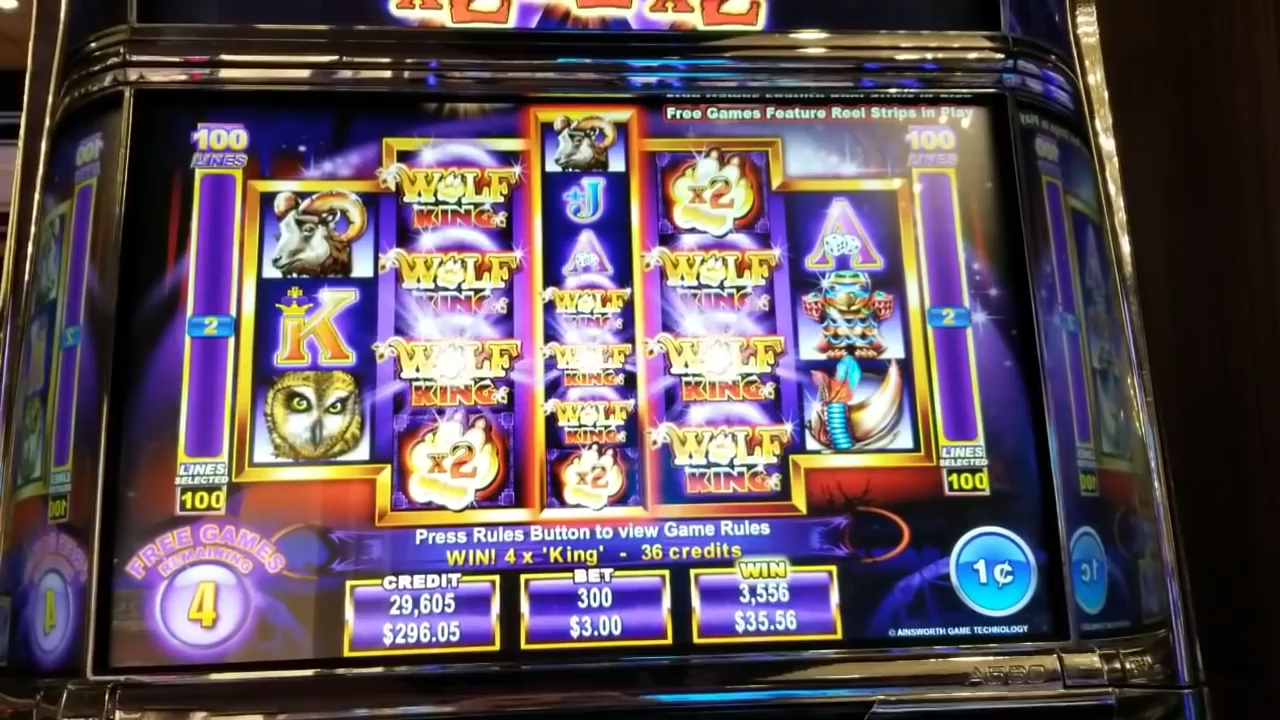 Free Games Feature Reel Strips in Play
100
LINES
100
LINES
WOLF
KING
x2
J
A
A
WOLF
KING
WOLF
KING
WOLF
KING
K
2
2
WOLF
KING
WOLF
KING
WOLF
KING
WOLF
KING
x2
WOLF
KING
x2
WOLF
KING
LINES
SELECTED
100
LINES
SELECTED
100
Press Rules Button to view Game Rules
WIN! 4 x 'King' - 36 credits
FREE GAMES
REMAINING
4
CREDIT
29,605
$296.05
BET
300
$3.00
WIN
3,556
$35.56
1¢
© AINSWORTH GAME TECHNOLOGY
A560